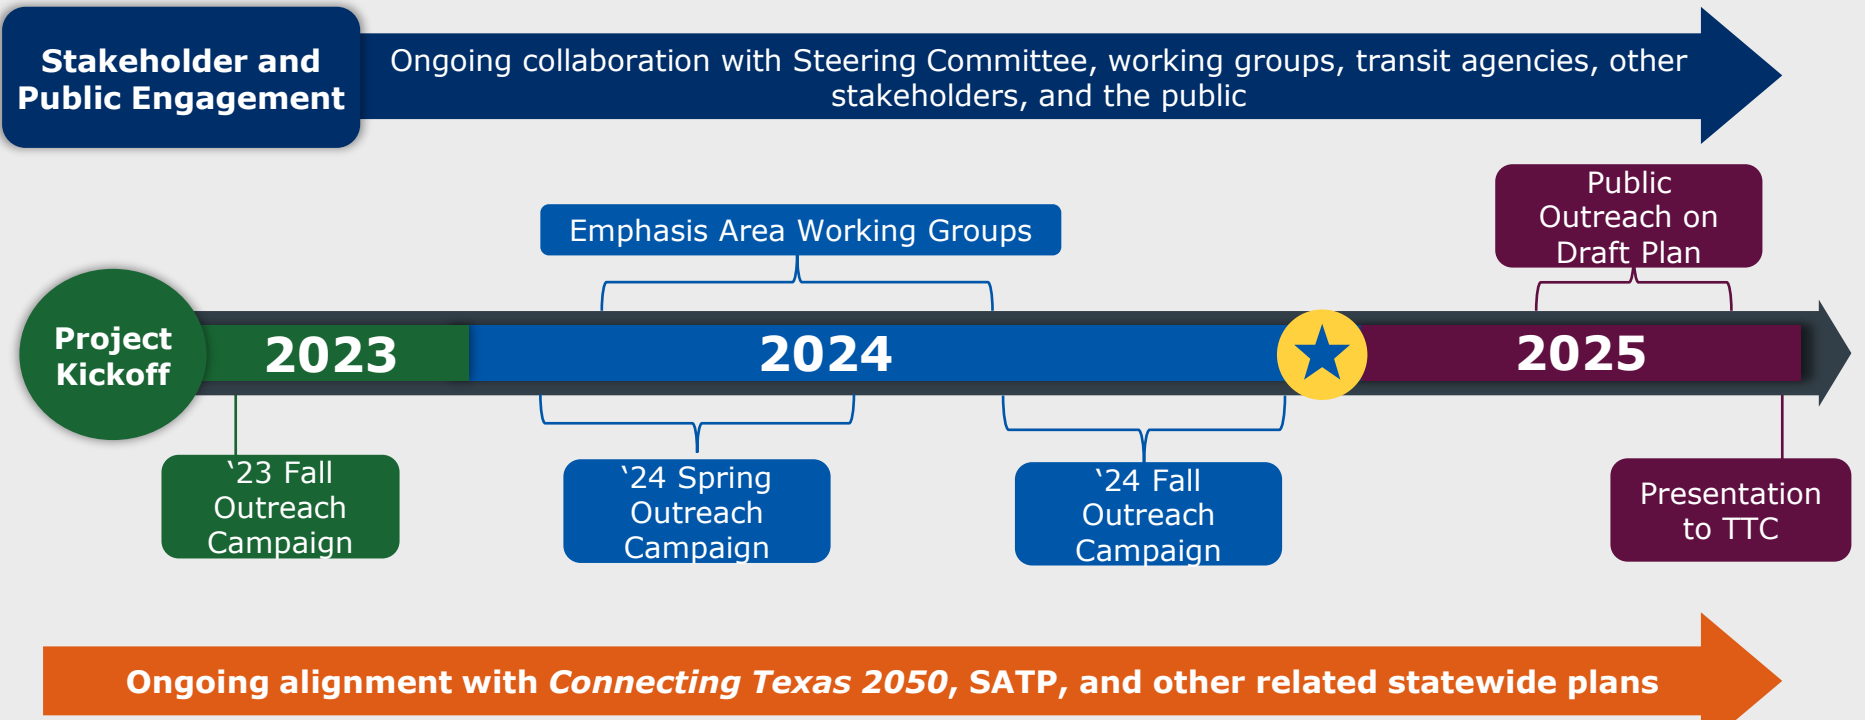 Stakeholder and
Public Engagement
Ongoing collaboration with Steering Committee, working groups, transit agencies, other
stakeholders, and the public
Public
Outreach on
Draft Plan
Emphasis Area Working Groups
Project
Kickoff
2023
2024
2025
‘23 Fall
Outreach
Campaign
‘24 Spring
Outreach
Campaign
‘24 Fall
Outreach
Campaign
Presentation
to TTC
Ongoing alignment with Connecting Texas 2050, SATP, and other related statewide plans